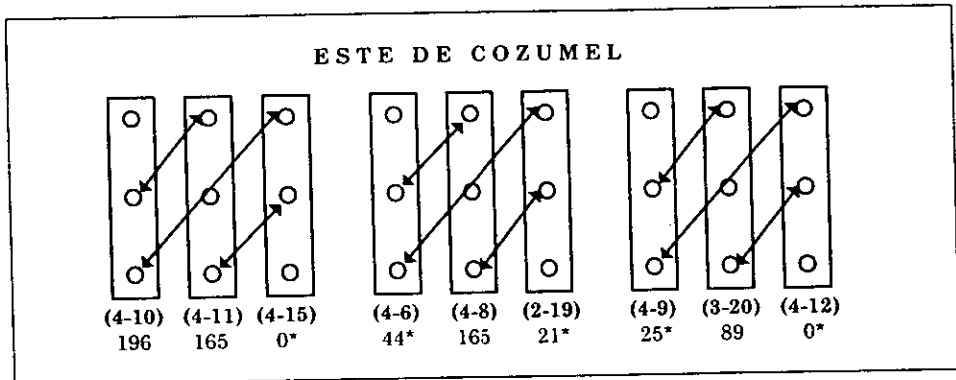 ESTE DE COZUMEL
(4-10) (4-11) (4-15) (4-6) (4-8) (2-19) (4-9) (3-20) (4-12)
196 165 0* 44* 165 21* 25* 89 0*